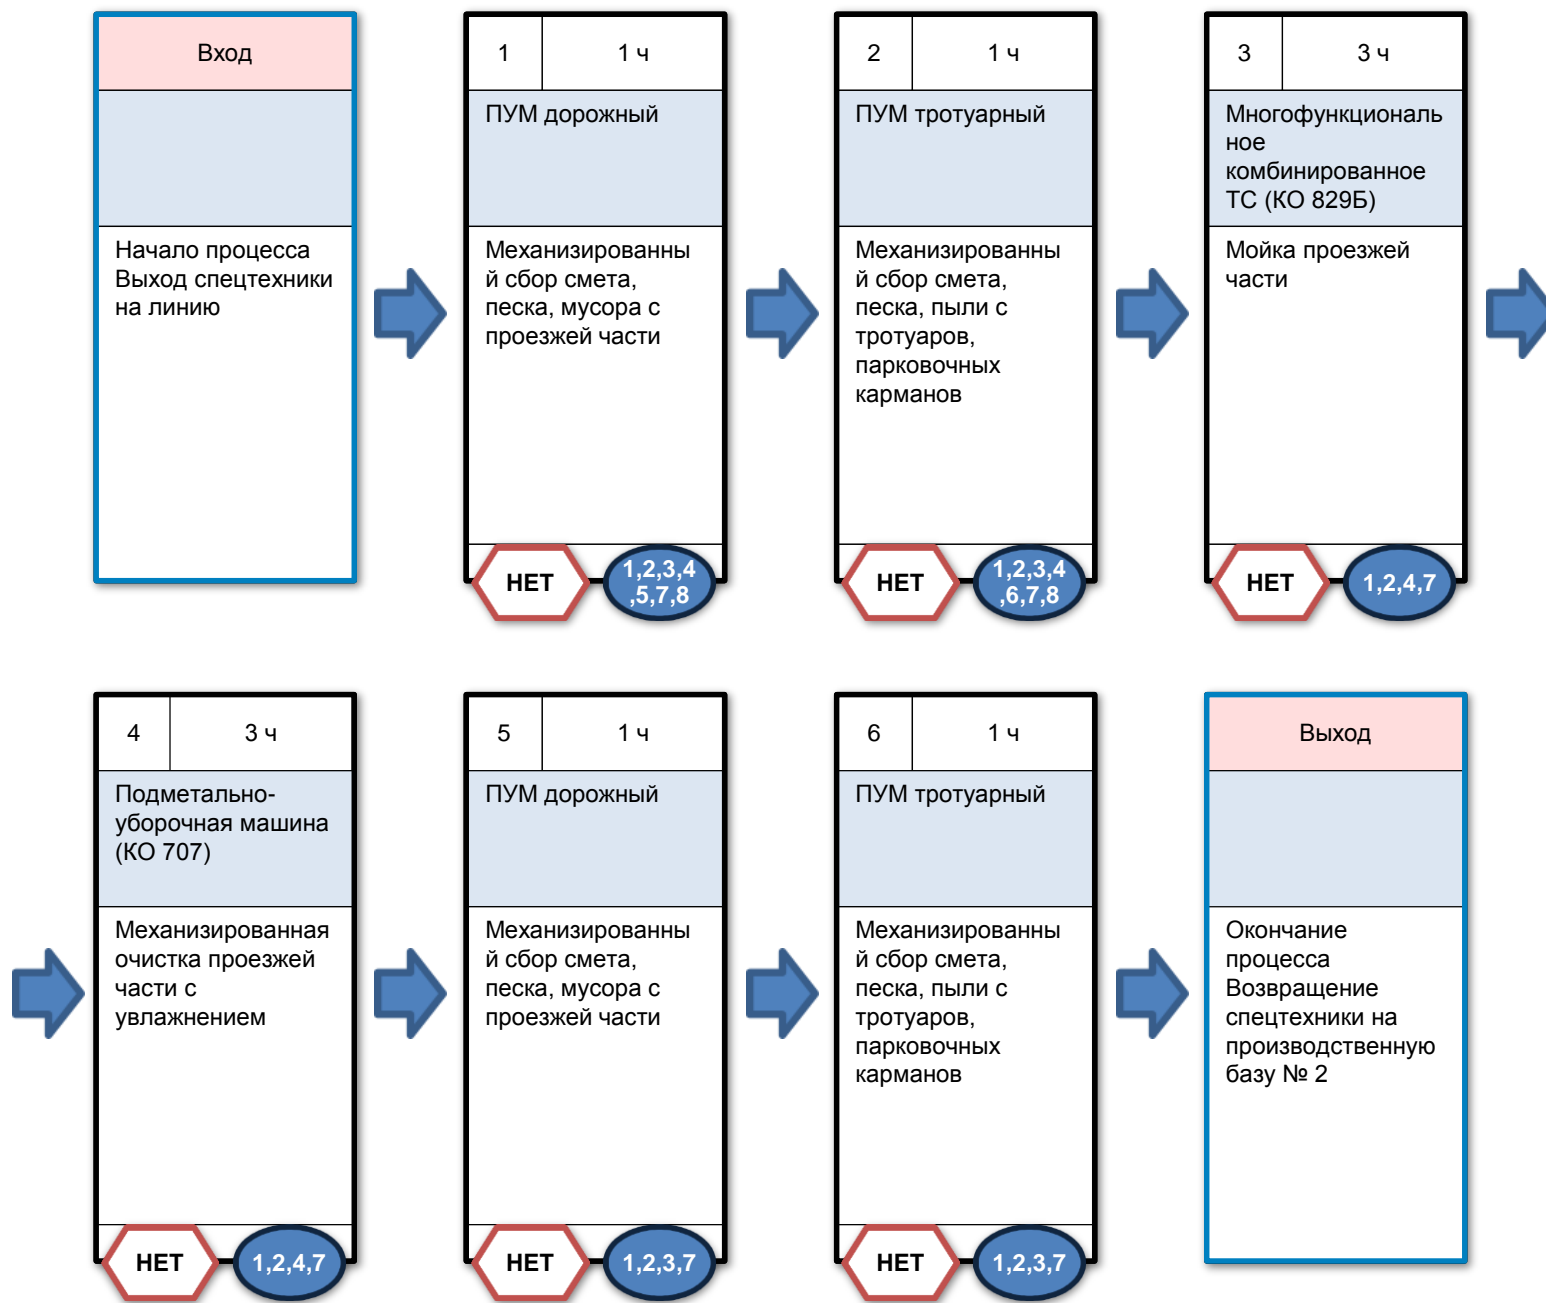 Вход
Начало процесса
Выход спецтехники
на линию
1
1 ч
ПУМ дорожный
Механизированны
й сбор смета,
песка, мусора с
проезжей части
НЕТ
1,2,3,4
,5,7,8
2
1 ч
ПУМ тротуарный
Механизированны
й сбор смета,
песка, пыли с
тротуаров,
парковочных
карманов
НЕТ
1,2,3,4
,6,7,8
3
3 ч
Многофункциональ
ное
комбинированное
ТС (КО 829Б)
Мойка проезжей
части
НЕТ
1,2,4,7
4
3 ч
Подметально-
уборочная машина
(КО 707)
Механизированная
очистка проезжей
части с
увлажнением
НЕТ
1,2,4,7
5
1 ч
ПУМ дорожный
Механизированны
й сбор смета,
песка, мусора с
проезжей части
НЕТ
1,2,3,7
6
1 ч
ПУМ тротуарный
Механизированны
й сбор смета,
песка, пыли с
тротуаров,
парковочных
карманов
НЕТ
1,2,3,7
Выход
Окончание
процесса
Возвращение
спецтехники на
производственную
базу № 2